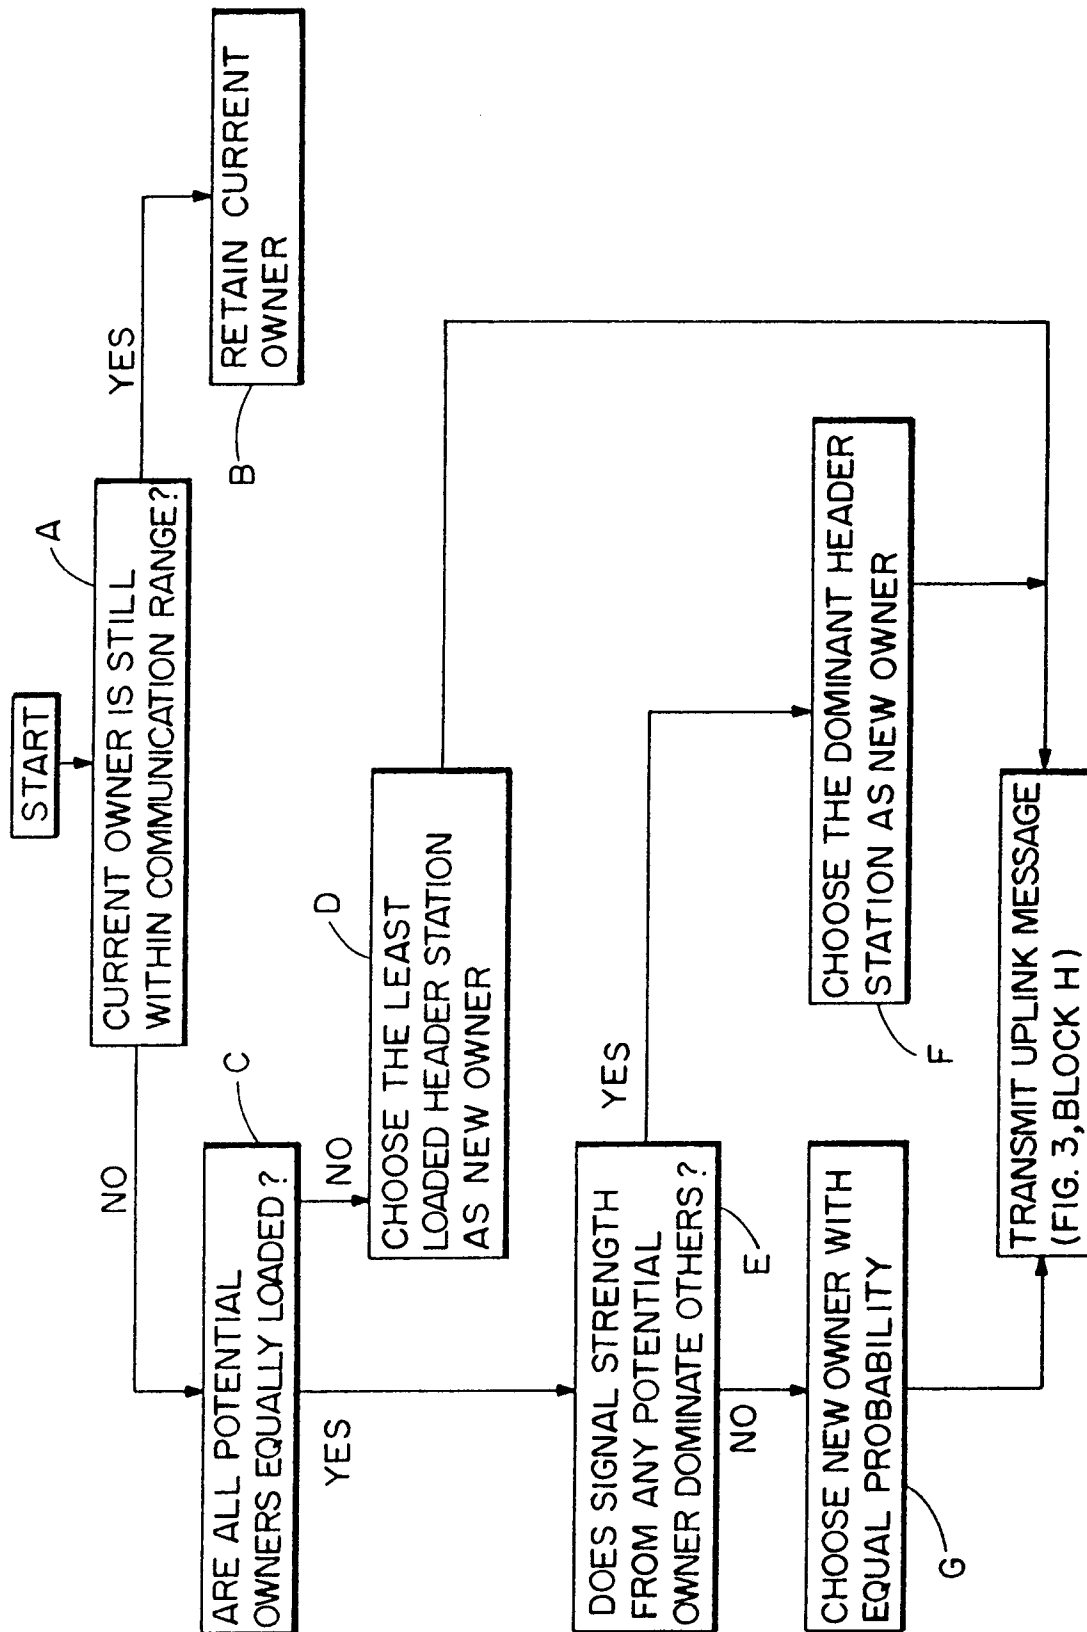 START
CURRENT OWNER IS STILL
WITHIN COMMUNICATION RANGE?
A
YES
RETAIN CURRENT
OWNER
B
NO
ARE ALL POTENTIAL
OWNERS EQUALLY LOADED?
C
NO
CHOOSE THE LEAST
LOADED HEADER STATION
AS NEW OWNER
D
YES
DOES SIGNAL STRENGTH
FROM ANY POTENTIAL
OWNER DOMINATE OTHERS?
E
YES
CHOOSE THE DOMINANT HEADER
STATION AS NEW OWNER
F
NO
CHOOSE NEW OWNER WITH
EQUAL PROBABILITY
G
TRANSMIT UPLINK MESSAGE
(FIG. 3, BLOCK H)